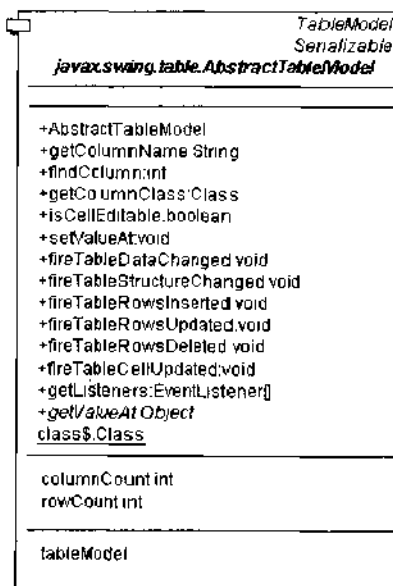 TableModel
Serializable
javax.swing.table.AbstractTableModel
+AbstractTableModel
+getColumnName String
+findColumn:int
+getColumnClass:Class
+isCellEditable.boolean
+setValueAt:void
+fireTableDataChanged void
+fireTableStructureChanged void
+fireTableRowsInserted void
+fireTableRowsUpdated:void
+fireTableRowsDeleted void
+fireTableCellUpdated:void
+getListeners:EventListener[]
+getValueAt Object
class$.Class
columnCount int
rowCount int
tableModel